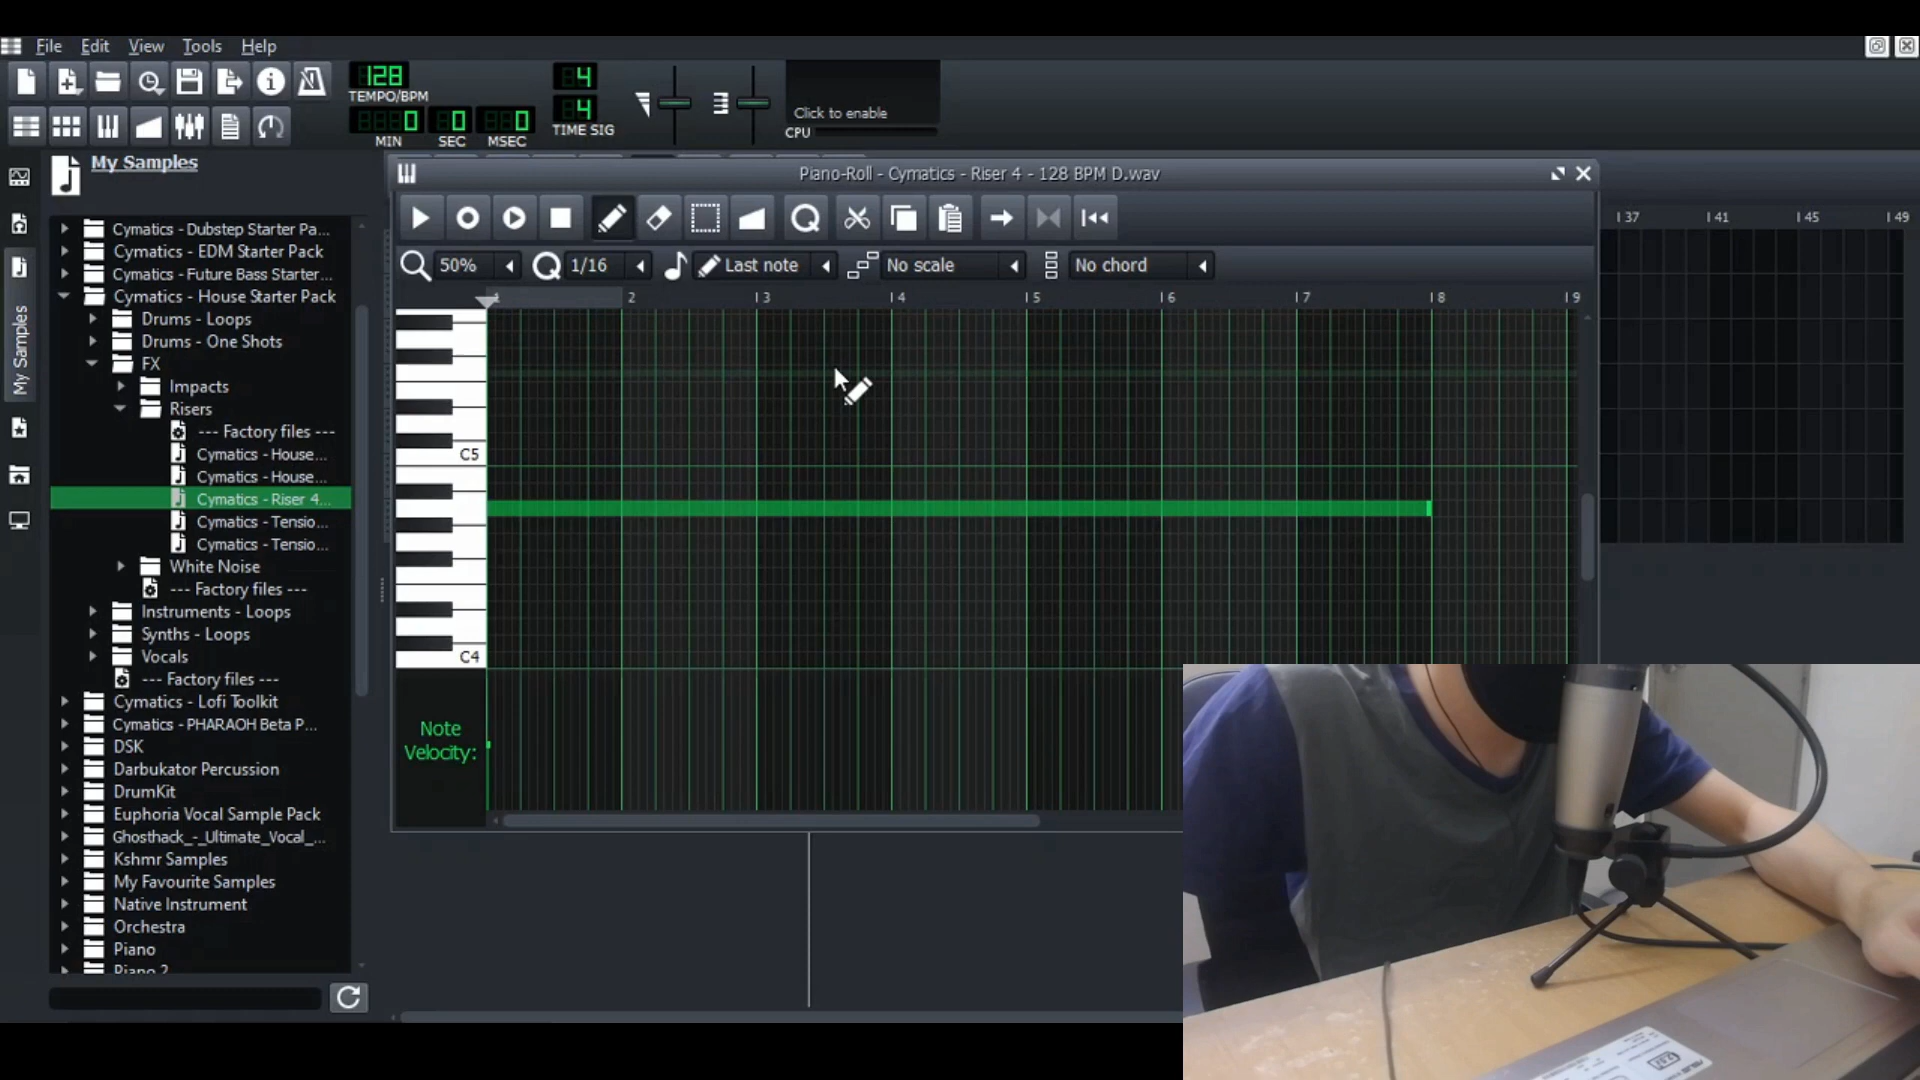 File Edit View Tools Help
128
TEMPO/BPM
4
4
TIME SIG
0 0 0
MIN SEC MSEC
Click to enable
CPU
My Samples
My Samples
Cymatics - Dubstep Starter Pa...
Cymatics - EDM Starter Pack
Cymatics - Future Bass Starter...
Cymatics - House Starter Pack
Drums - Loops
Drums - One Shots
FX
Impacts
Risers
--- Factory files ---
Cymatics - House...
Cymatics - House...
Cymatics - Riser 4...
Cymatics - Tensio...
Cymatics - Tensio...
White Noise
--- Factory files ---
Instruments - Loops
Synths - Loops
Vocals
--- Factory files ---
Cymatics - Lofi Toolkit
Cymatics - PHARAOH Beta P...
DSK
Darbukator Percussion
DrumKit
Euphoria Vocal Sample Pack
Ghosthack_-_Ultimate_Vocal_...
Kshmr Samples
My Favourite Samples
Native Instrument
Orchestra
Piano
Piano 2
Piano-Roll - Cymatics - Riser 4 - 128 BPM D.wav
50% 1/16 Last note No scale No chord
1 2 3 4 5 6 7 8 9
C5
C4
Note
Velocity:
37 41 45 49